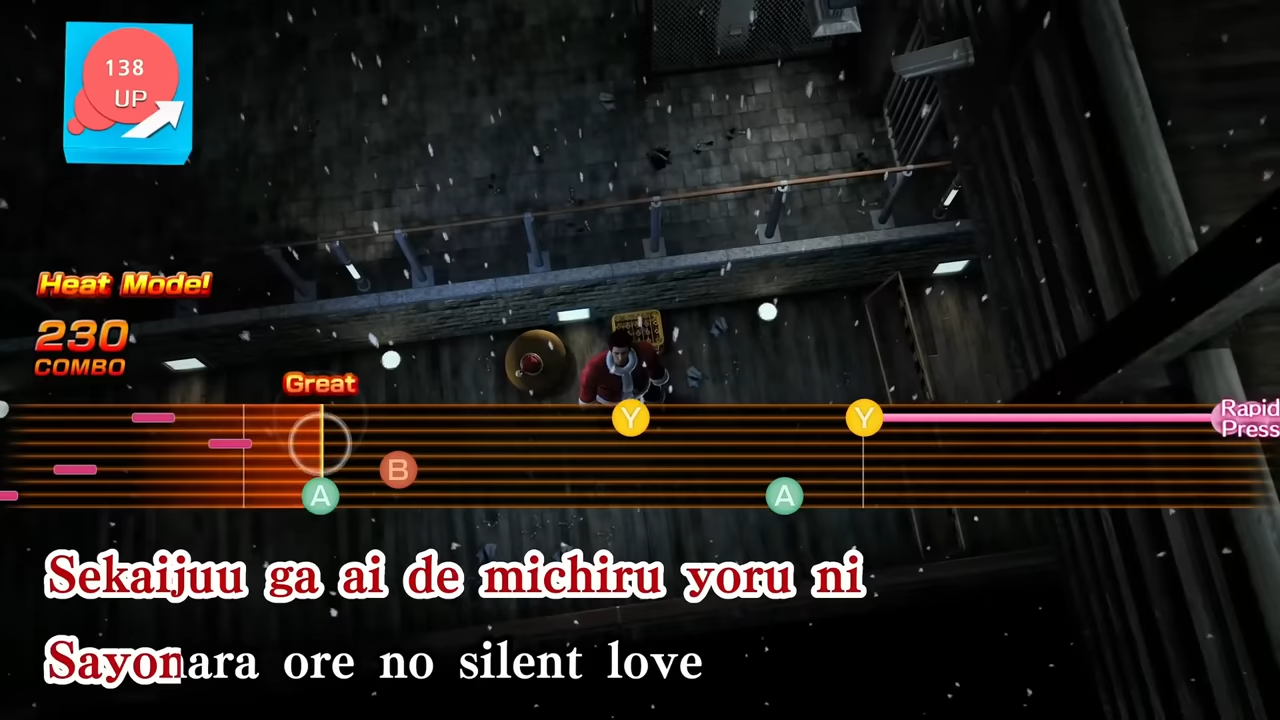 138
UP
Heat Mode!
230
COMBO
Great
Y
Y
Rapid
Press
B
A
A
Sekaijuu ga ai de michiru yoru ni
Sayonara ore no silent love